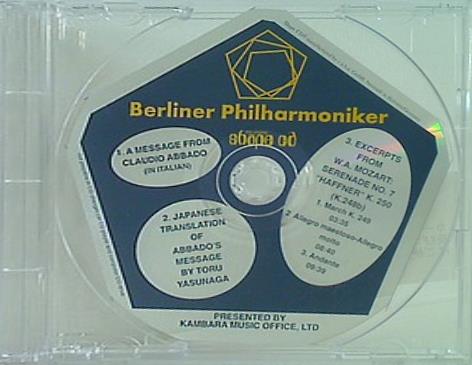 Berliner Philharmoniker
1. A MESSAGE FROM
CLAUDIO ABBADO
(IN ITALIAN)
2. JAPANESE
TRANSLATION
OF
ABBADO'S
MESSAGE
BY TORU
YASUNAGA
3. EXCERPTS
FROM
W.A. MOZART:
SERENADE NO. 7
"HAFFNER" K. 250
(K.248b)
1. March K. 249
03:35
2. Allegro maestoso-Allegro
molto
08:40
3. Andante
09:39
PRESENTED BY
KAMBARA MUSIC OFFICE, LTD